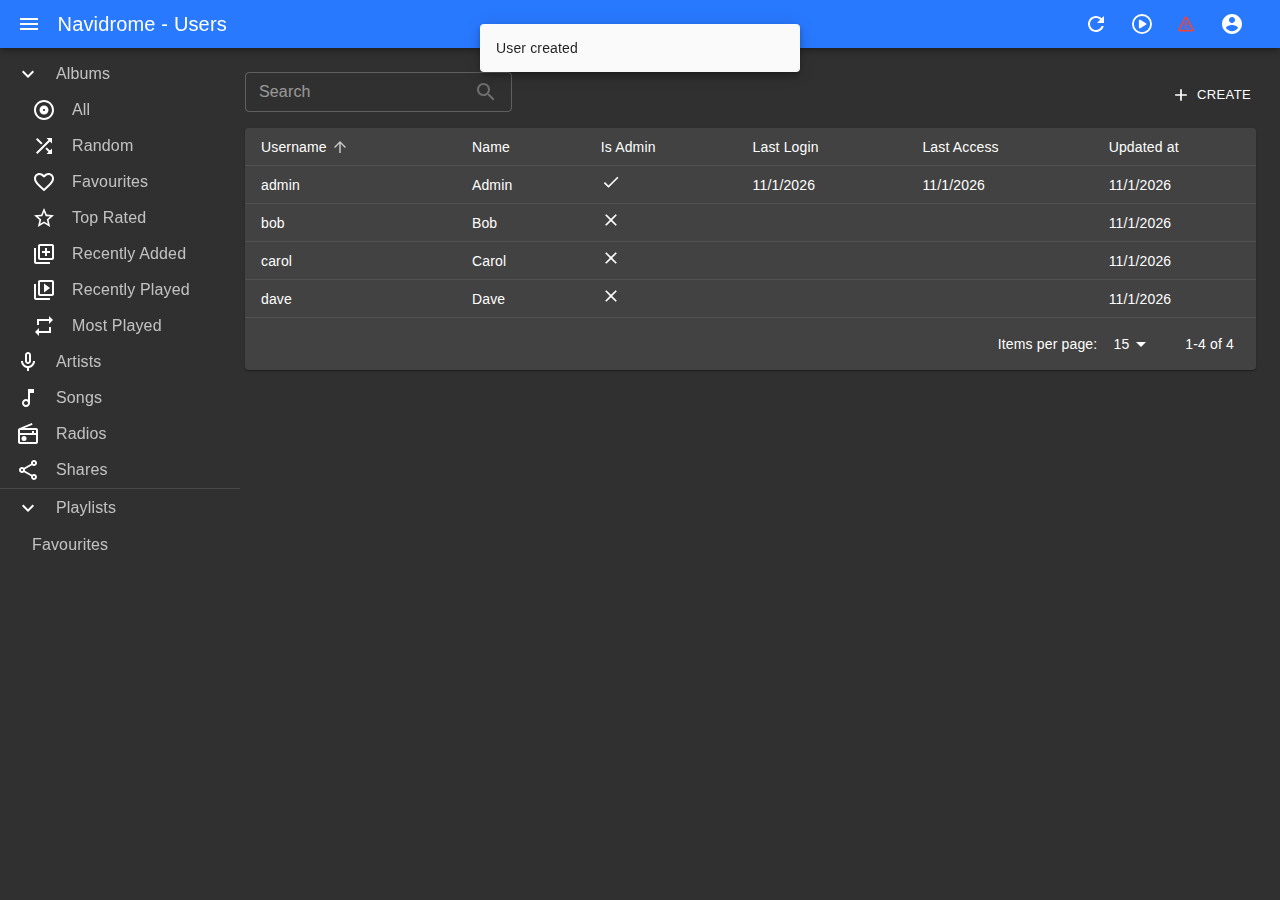 Navidrome - Users
User created
Albums
All
Random
Favourites
Top Rated
Recently Added
Recently Played
Most Played
Artists
Songs
Radios
Shares
Playlists
Favourites
Search
CREATE
Username Name Is Admin Last Login Last Access Updated at
admin Admin 11/1/2026 11/1/2026 11/1/2026
bob Bob 11/1/2026
carol Carol 11/1/2026
dave Dave 11/1/2026
Items per page: 15 1-4 of 4